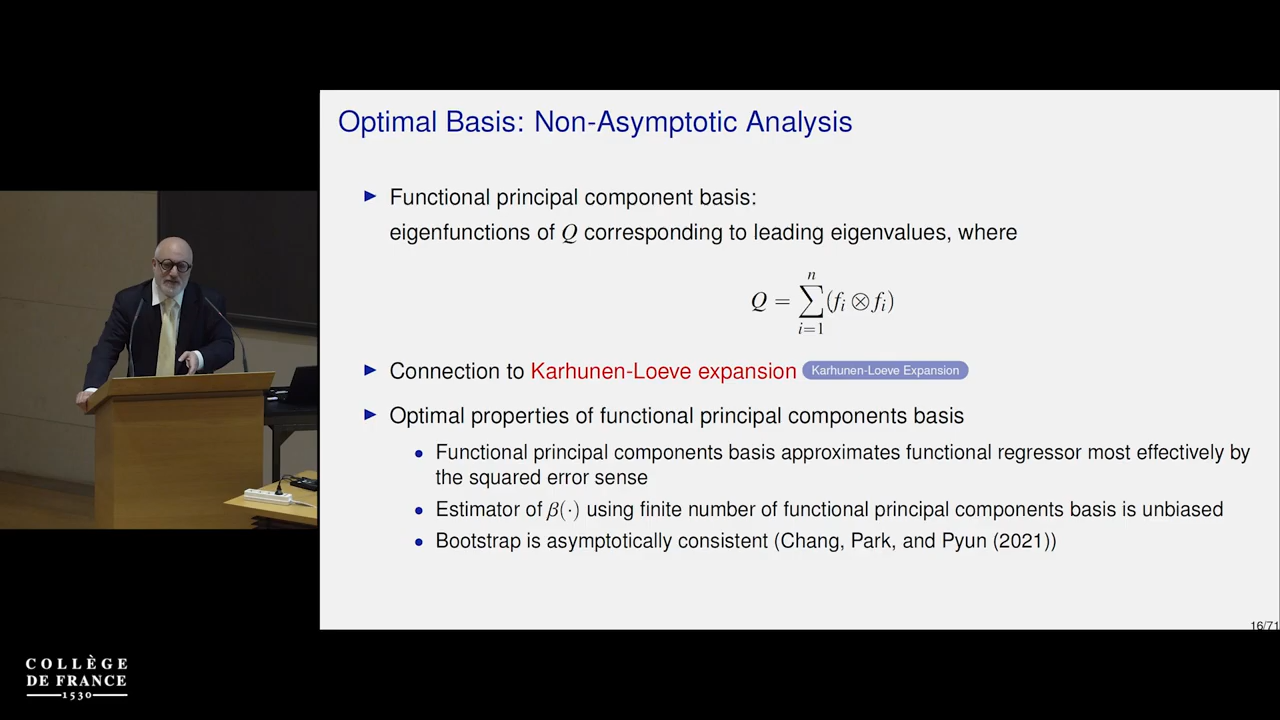 Optimal Basis: Non-Asymptotic Analysis
▶ Functional principal component basis:
eigenfunctions of Q corresponding to leading eigenvalues, where
Q = ∑_{i=1}^{n} (f_i ⊗ f_i)
▶ Connection to Karhunen-Loeve expansion Karhunen-Loeve Expansion
▶ Optimal properties of functional principal components basis
• Functional principal components basis approximates functional regressor most effectively by
the squared error sense
• Estimator of β(·) using finite number of functional principal components basis is unbiased
• Bootstrap is asymptotically consistent (Chang, Park, and Pyun (2021))
16/71
COLLÈGE
DE FRANCE
1530